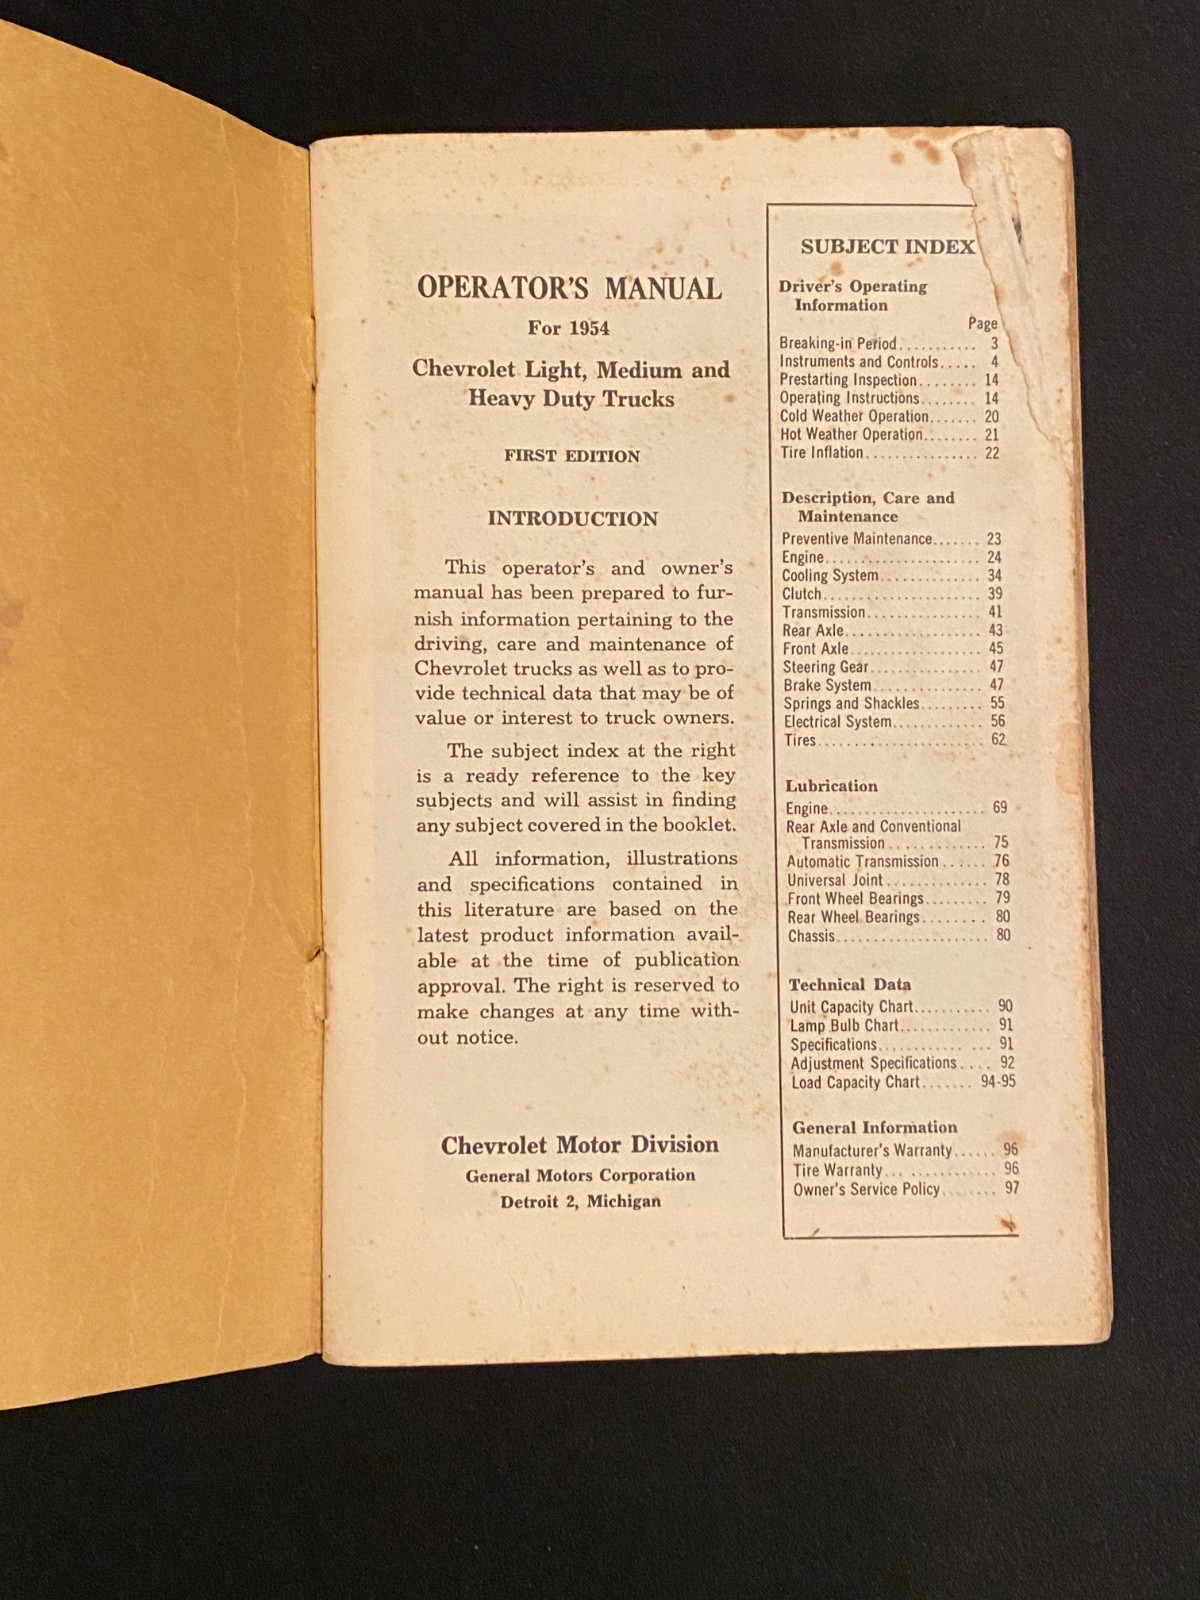 OPERATOR'S MANUAL
For 1954
Chevrolet Light, Medium and
Heavy Duty Trucks
FIRST EDITION
INTRODUCTION
This operator's and owner's
manual has been prepared to fur-
nish information pertaining to the
driving, care and maintenance of
Chevrolet trucks as well as to pro-
vide technical data that may be of
value or interest to truck owners.
The subject index at the right
is a ready reference to the key
subjects and will assist in finding
any subject covered in the booklet.
All information, illustrations
and specifications contained in
this literature are based on the
latest product information avail-
able at the time of publication
approval. The right is reserved to
make changes at any time with-
out notice.
Chevrolet Motor Division
General Motors Corporation
Detroit 2, Michigan
SUBJECT INDEX
Driver's Operating
Information
Page
Breaking-in Period........... 3
Instruments and Controls..... 4
Prestarting Inspection........ 14
Operating Instructions........ 14
Cold Weather Operation....... 20
Hot Weather Operation........ 21
Tire Inflation................ 22
Description, Care and
Maintenance
Preventive Maintenance....... 23
Engine....................... 24
Cooling System.............. 34
Clutch....................... 39
Transmission................. 41
Rear Axle.................... 43
Front Axle................... 45
Steering Gear................ 47
Brake System................ 47
Springs and Shackles......... 55
Electrical System............. 56
Tires........................ 62
Lubrication
Engine...................... 69
Rear Axle and Conventional
Transmission ............. 75
Automatic Transmission ...... 76
Universal Joint .............. 78
Front Wheel Bearings......... 79
Rear Wheel Bearings........ 80
Chassis...................... 80
Technical Data
Unit Capacity Chart........... 90
Lamp Bulb Chart............. 91
Specifications............ ... 91
Adjustment Specifications.... 92
Load Capacity Chart....... 94-95
General Information
Manufacturer's Warranty...... 96
Tire Warranty... ............ 96
Owner's Service Policy........ 97